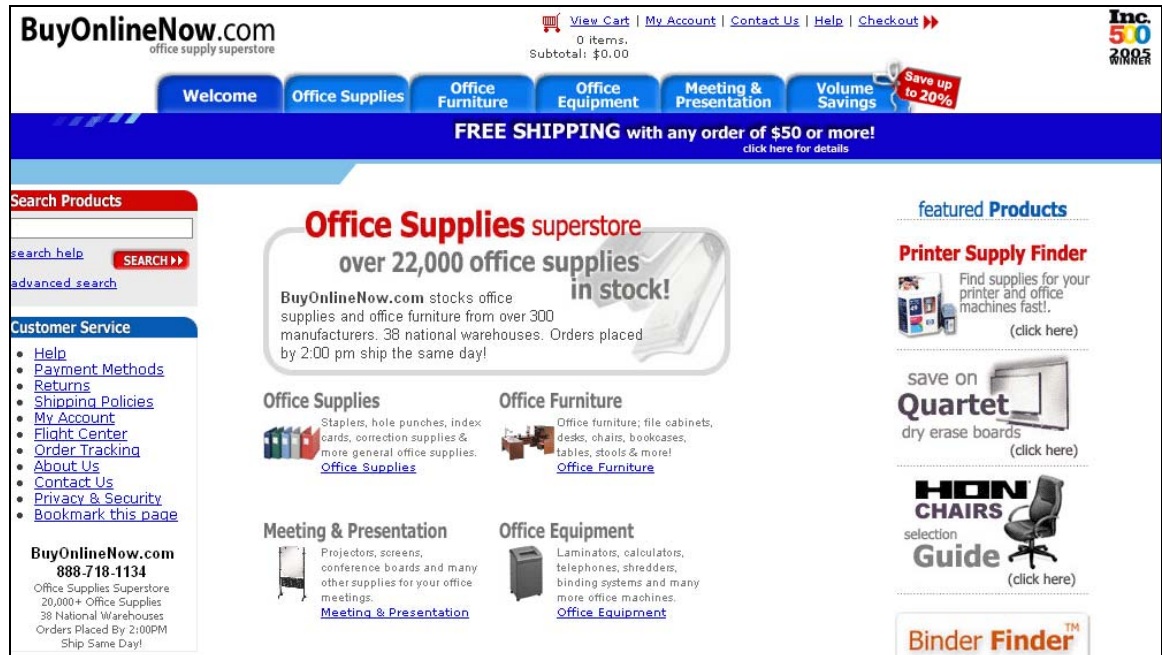 BuyOnlineNow.com
office supply superstore
View Cart | My Account | Contact Us | Help | Checkout
0 items.
Subtotal: $0.00
Inc.
500
2005
WINNER
Welcome
Office Supplies
Office
Furniture
Office
Equipment
Meeting &
Presentation
Volume
Savings
Save up
to 20%
FREE SHIPPING with any order of $50 or more!
click here for details
Search Products
search help
SEARCH
advanced search
Customer Service
Help
Payment Methods
Returns
Shipping Policies
My Account
Flight Center
Order Tracking
About Us
Contact Us
Privacy & Security
Bookmark this page
BuyOnlineNow.com
888-718-1134
Office Supplies Superstore
20,000+ Office Supplies
38 National Warehouses
Orders Placed By 2:00PM
Ship Same Day!
Office Supplies superstore
over 22,000 office supplies
in stock!
BuyOnlineNow.com stocks office
supplies and office furniture from over 300
manufacturers. 38 national warehouses. Orders placed
by 2:00 pm ship the same day!
Office Supplies
Staplers, hole punches, index
cards, correction supplies &
more general office supplies.
Office Supplies
Office Furniture
Office furniture; file cabinets,
desks, chairs, bookcases,
tables, stools & more!
Office Furniture
Meeting & Presentation
Projectors, screens,
conference boards and many
other supplies for your office
meetings.
Meeting & Presentation
Office Equipment
Laminators, calculators,
telephones, shredders,
binding systems and many
more office machines.
Office Equipment
featured Products
Printer Supply Finder
Find supplies for your
printer and office
machines fast!.
(click here)
save on
Quartet
dry erase boards
(click here)
HON
CHAIRS
selection
Guide
(click here)
Binder Finder™